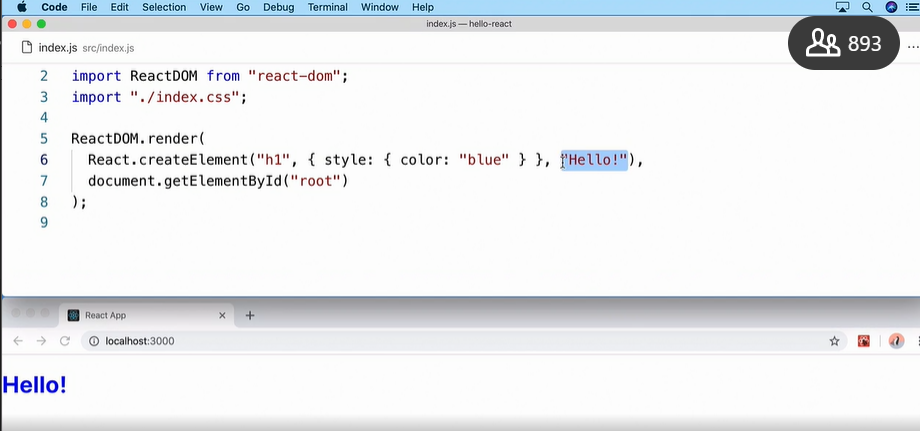 Code File Edit Selection View Go Debug Terminal Window Help
index.js — hello-react
893
index.js src/index.js
2 import ReactDOM from "react-dom";
3 import "./index.css";
4
5 ReactDOM.render(
6 React.createElement("h1", { style: { color: "blue" } }, "Hello!"),
7 document.getElementById("root")
8 );
9
React App
localhost:3000
Hello!